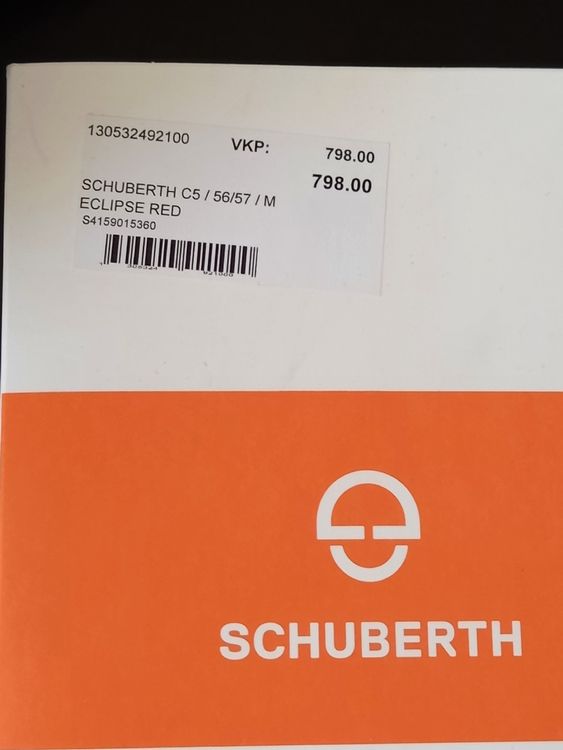 130532492100 VKP: 798.00
798.00
SCHUBERTH C5 / 56/57 / M
ECLIPSE RED
S4159015360
SCHUBERTH